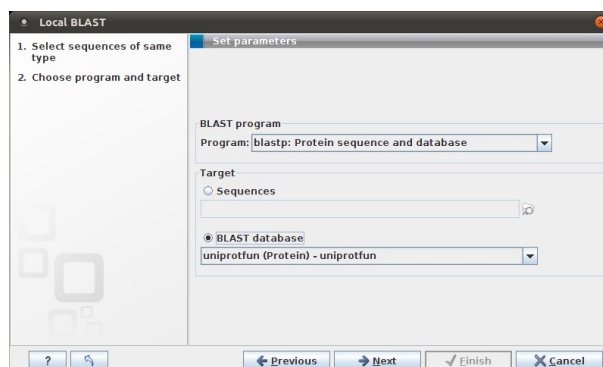 Local BLAST
1. Select sequences of same
type
2. Choose program and target
Set parameters
BLAST program
Program: blastp: Protein sequence and database
Target
Sequences
BLAST database
uniprotfun (Protein) - uniprotfun
?
Previous
Next
Finish
Cancel